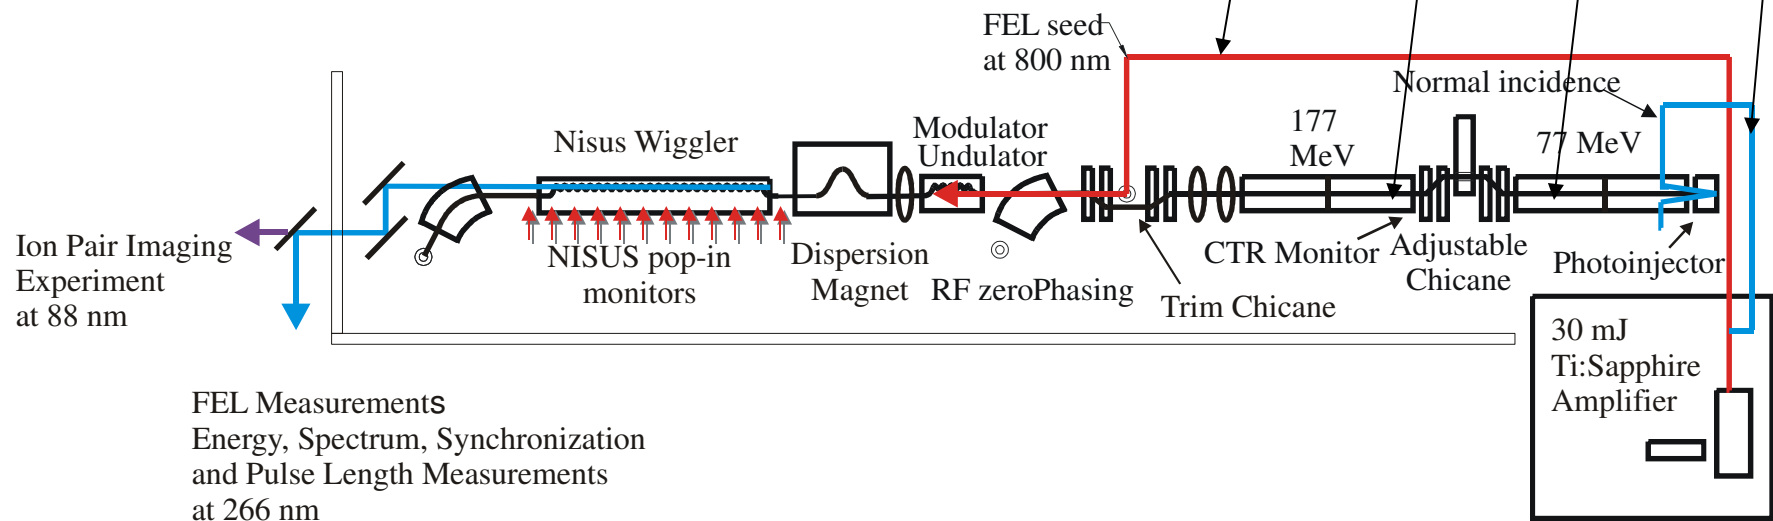 FEL seed
at 800 nm
Normal incidence
177
MeV
77 MeV
Modulator
Undulator
Nisus Wiggler
Ion Pair Imaging
Experiment
at 88 nm
NISUS pop-in
monitors
Dispersion
Magnet
RF zeroPhasing
Trim Chicane
CTR Monitor
Adjustable
Chicane
Photoinjector
30 mJ
Ti:Sapphire
Amplifier
FEL Measurements
Energy, Spectrum, Synchronization
and Pulse Length Measurements
at 266 nm